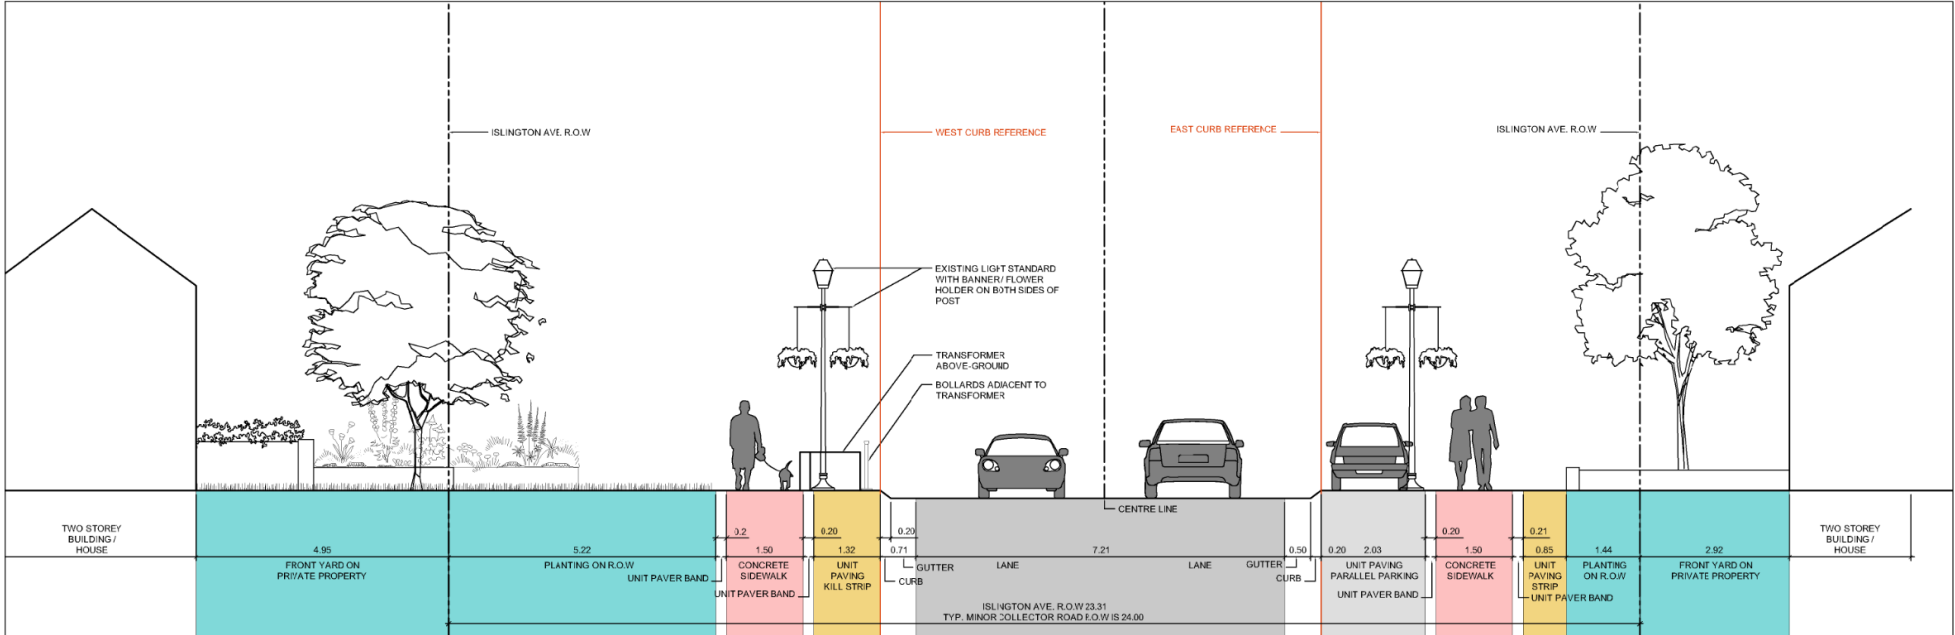 ISLINGTON AVE. R.O.W
WEST CURB REFERENCE
EAST CURB REFERENCE
ISLINGTON AVE. R.O.W
EXISTING LIGHT STANDARD
WITH BANNER/ FLOWER
HOLDER ON BOTH SIDES OF
POST
TRANSFORMER
ABOVE-GROUND
BOLLARDS ADJACENT TO
TRANSFORMER
CENTRE LINE
TWO STOREY
BUILDING /
HOUSE
4.95
FRONT YARD ON
PRIVATE PROPERTY
5.22
PLANTING ON R.O.W
0.2
UNIT PAVER BAND
1.50
CONCRETE
SIDEWALK
0.20
UNIT PAVER BAND
1.32
UNIT
PAVING
KILL STRIP
0.20
0.71
GUTTER
CURB
LANE
7.21
LANE
0.50
GUTTER
CURB
0.20
2.03
UNIT PAVING
PARALLEL PARKING
0.20
UNIT PAVER BAND
1.50
CONCRETE
SIDEWALK
0.21
0.85
UNIT
PAVING
STRIP
UNIT PAVER BAND
1.44
PLANTING
ON R.O.W
2.92
FRONT YARD ON
PRIVATE PROPERTY
TWO STOREY
BUILDING /
HOUSE
ISLINGTON AVE. R.O.W 23.31
TYP. MINOR COLLECTOR ROAD R.O.W IS 24.00